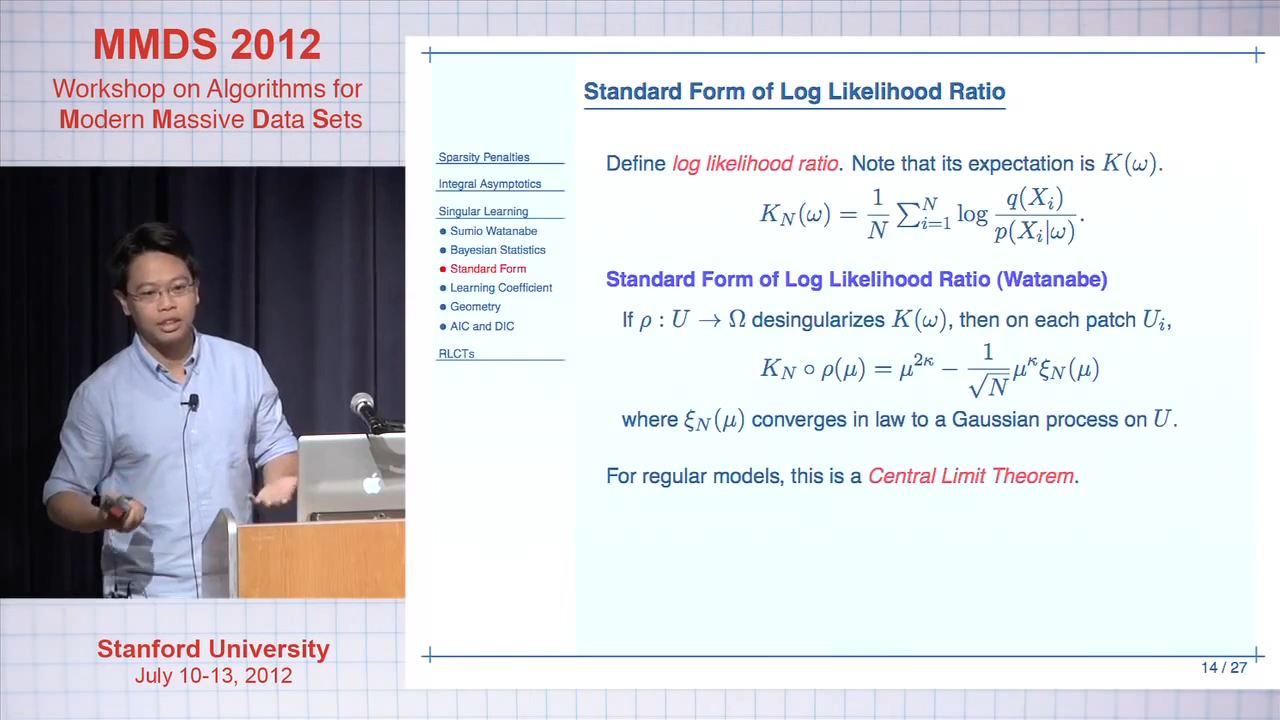 MMDS 2012
Workshop on Algorithms for
Modern Massive Data Sets
Stanford University
July 10-13, 2012
Sparsity Penalties
Integral Asymptotics
Singular Learning
• Sumio Watanabe
• Bayesian Statistics
• Standard Form
• Learning Coefficient
• Geometry
• AIC and DIC
RLCTs
Standard Form of Log Likelihood Ratio
Define log likelihood ratio. Note that its expectation is K(ω).
K_N(ω) = \frac{1}{N} ∑_{i=1}^{N} log \frac{q(X_i)}{p(X_i|ω)}.
Standard Form of Log Likelihood Ratio (Watanabe)
If ρ : U → Ω desingularizes K(ω), then on each patch U_i,
K_N ∘ ρ(μ) = μ^{2κ} − \frac{1}{\sqrt{N}} μ^κ ξ_N(μ)
where ξ_N(μ) converges in law to a Gaussian process on U.
For regular models, this is a Central Limit Theorem.
14 / 27